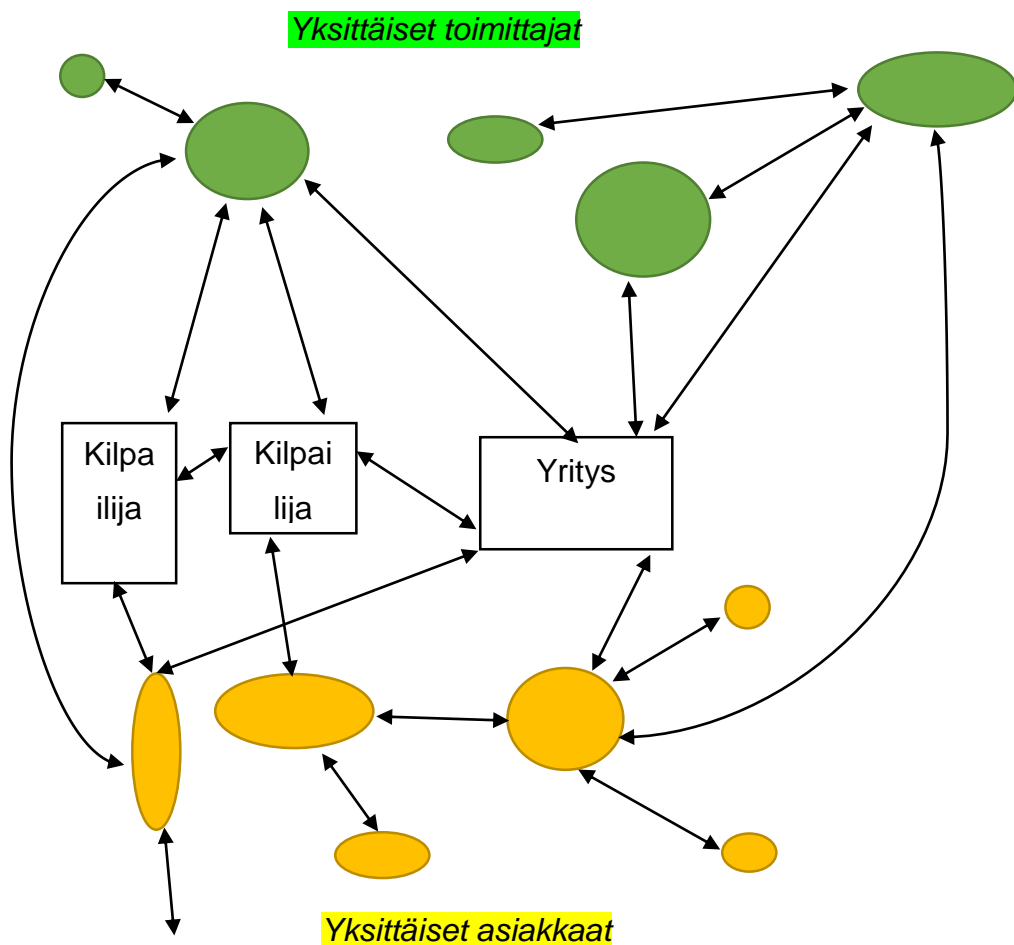 Yksittäiset toimittajat
Kilpa
ilija
Kilpai
lija
Yritys
Yksittäiset asiakkaat